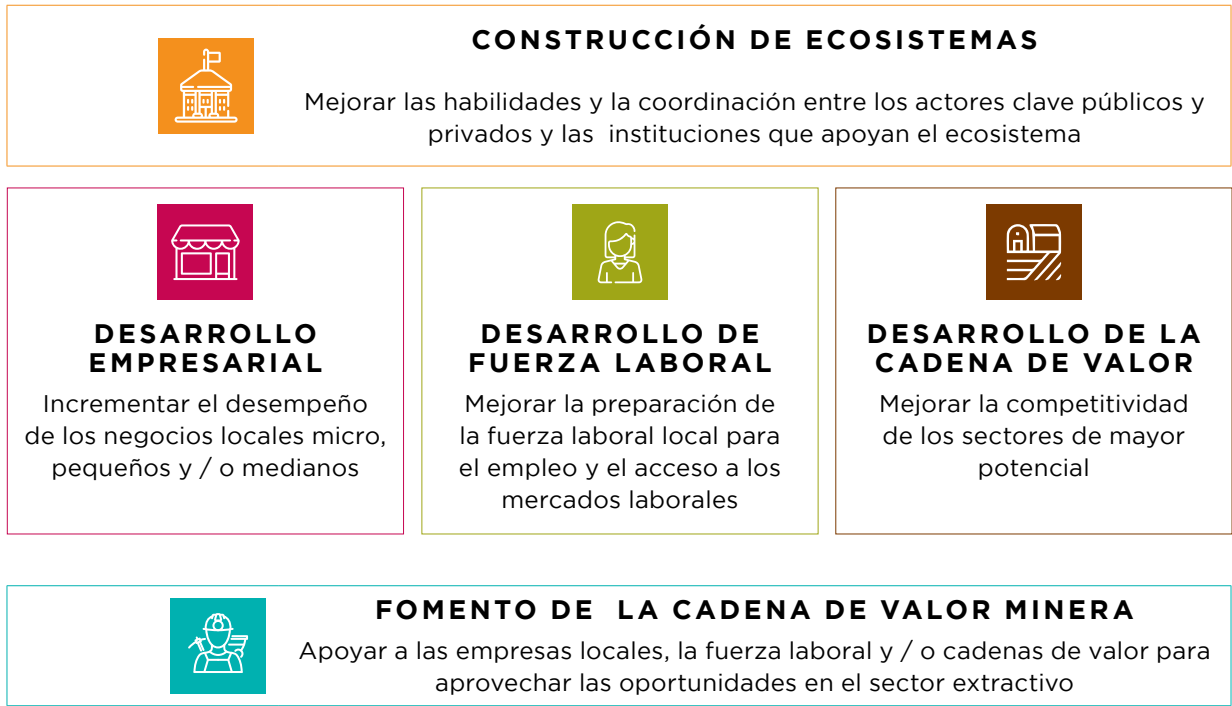 CONSTRUCCIÓN DE ECOSISTEMAS
Mejorar las habilidades y la coordinación entre los actores clave públicos y
privados y las instituciones que apoyan el ecosistema
DESARROLLO
EMPRESARIAL
Incrementar el desempeño
de los negocios locales micro,
pequeños y / o medianos
DESARROLLO DE
FUERZA LABORAL
Mejorar la preparación de
la fuerza laboral local para
el empleo y el acceso a los
mercados laborales
DESARROLLO DE LA
CADENA DE VALOR
Mejorar la competitividad
de los sectores de mayor
potencial
FOMENTO DE LA CADENA DE VALOR MINERA
Apoyar a las empresas locales, la fuerza laboral y / o cadenas de valor para
aprovechar las oportunidades en el sector extractivo